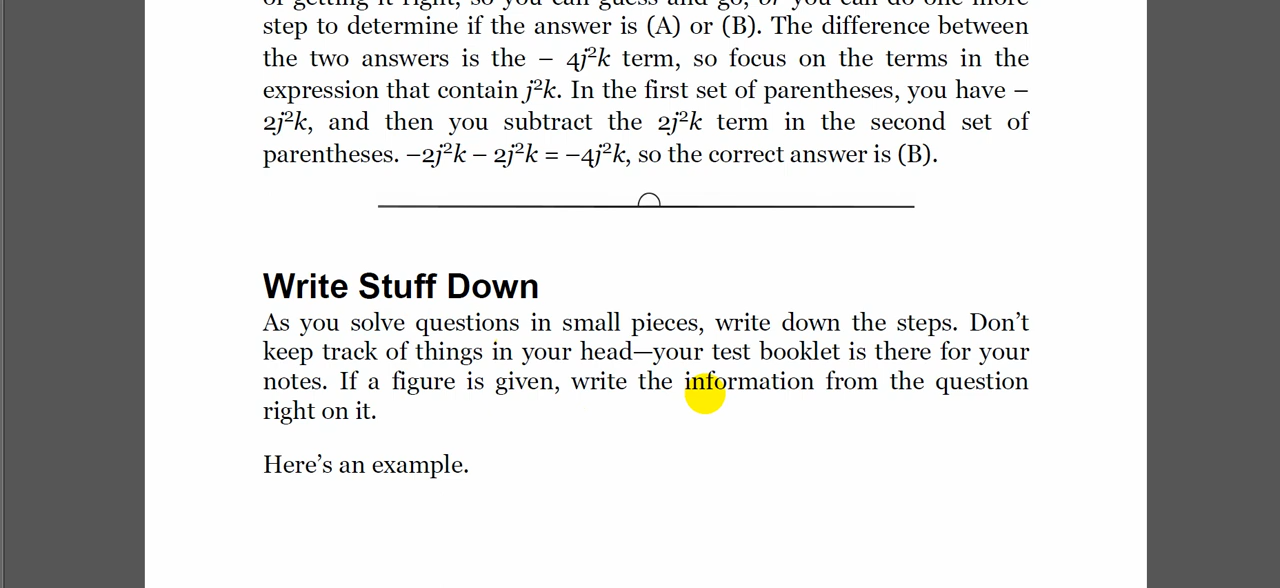 step to determine if the answer is (A) or (B). The difference between
the two answers is the − 4j²k term, so focus on the terms in the
expression that contain j²k. In the first set of parentheses, you have −
2j²k, and then you subtract the 2j²k term in the second set of
parentheses. −2j²k − 2j²k = −4j²k, so the correct answer is (B).
Write Stuff Down
As you solve questions in small pieces, write down the steps. Don’t
keep track of things in your head—your test booklet is there for your
notes. If a figure is given, write the information from the question
right on it.
Here’s an example.